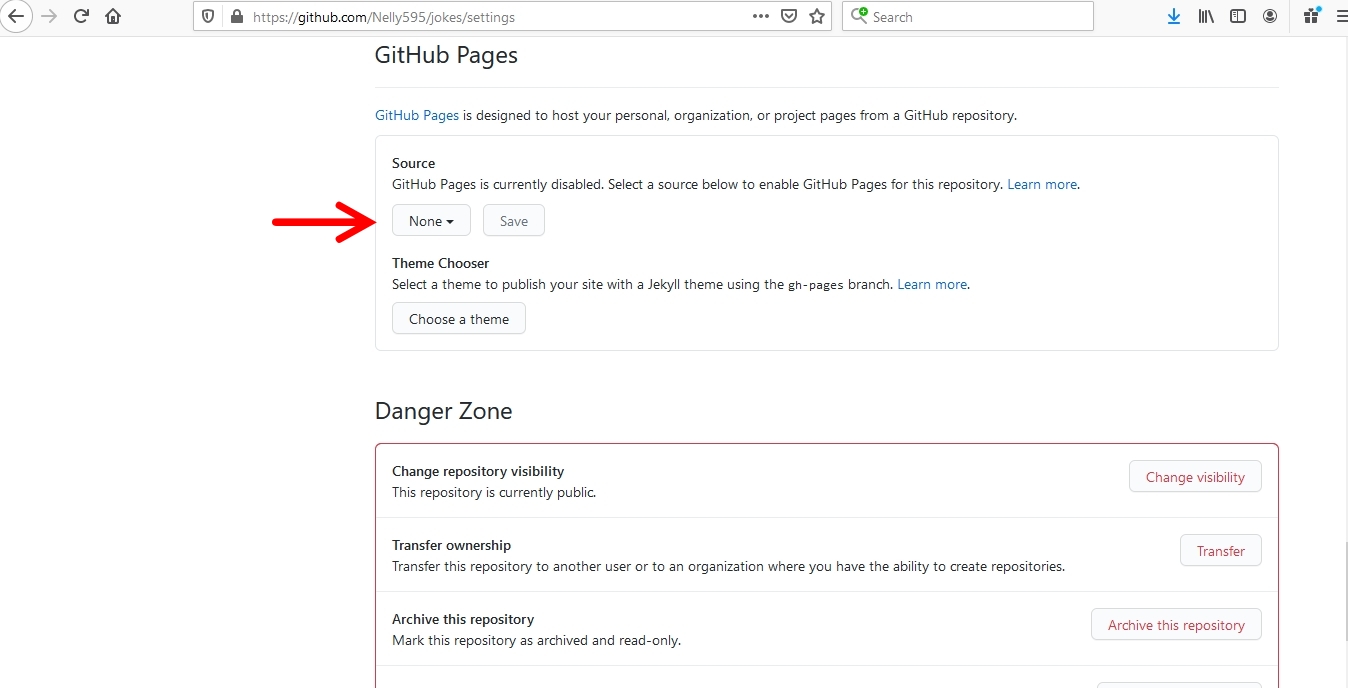 https://github.com/Nelly595/jokes/settings
Search
GitHub Pages
GitHub Pages is designed to host your personal, organization, or project pages from a GitHub repository.
Source
GitHub Pages is currently disabled. Select a source below to enable GitHub Pages for this repository. Learn more.
None
Save
Theme Chooser
Select a theme to publish your site with a Jekyll theme using the gh-pages branch. Learn more.
Choose a theme
Danger Zone
Change repository visibility
This repository is currently public.
Change visibility
Transfer ownership
Transfer this repository to another user or to an organization where you have the ability to create repositories.
Transfer
Archive this repository
Mark this repository as archived and read-only.
Archive this repository